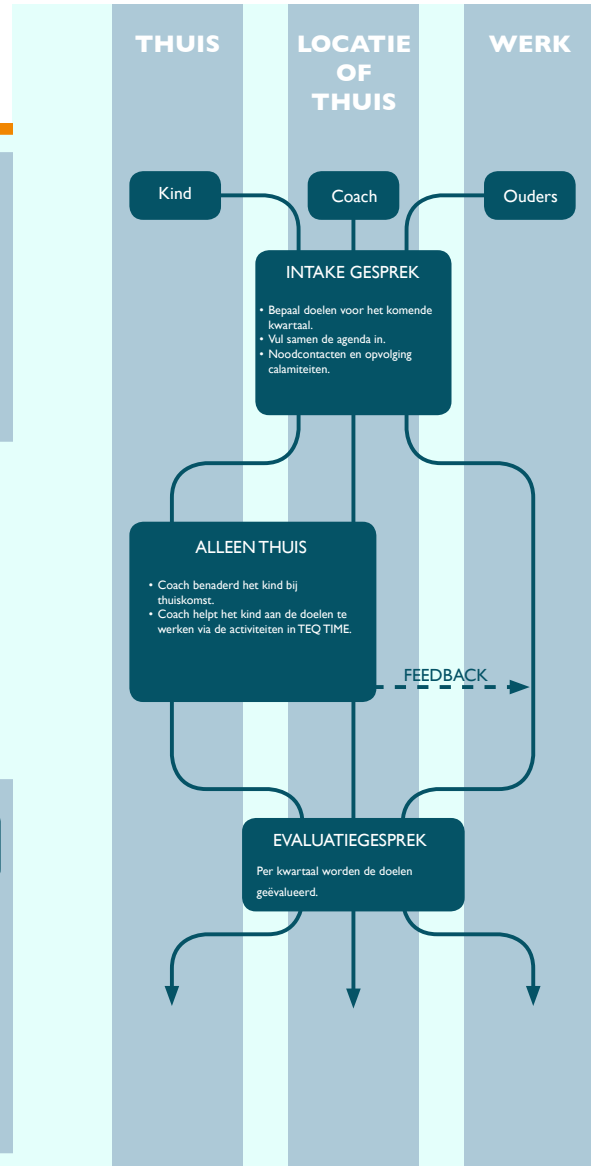 THUIS
LOCATIE
OF
THUIS
WERK
Kind
Coach
Ouders
INTAKE GESPREK
• Bepaal doelen voor het komende
kwartaal.
• Vul samen de agenda in.
• Noodcontacten en opvolging
calamiteiten.
ALLEEN THUIS
• Coach benaderd het kind bij
thuiskomst.
• Coach helpt het kind aan de doelen te
werken via de activiteiten in TEQ TIME.
FEEDBACK
EVALUATIEGESPREK
Per kwartaal worden de doelen
geëvalueerd.